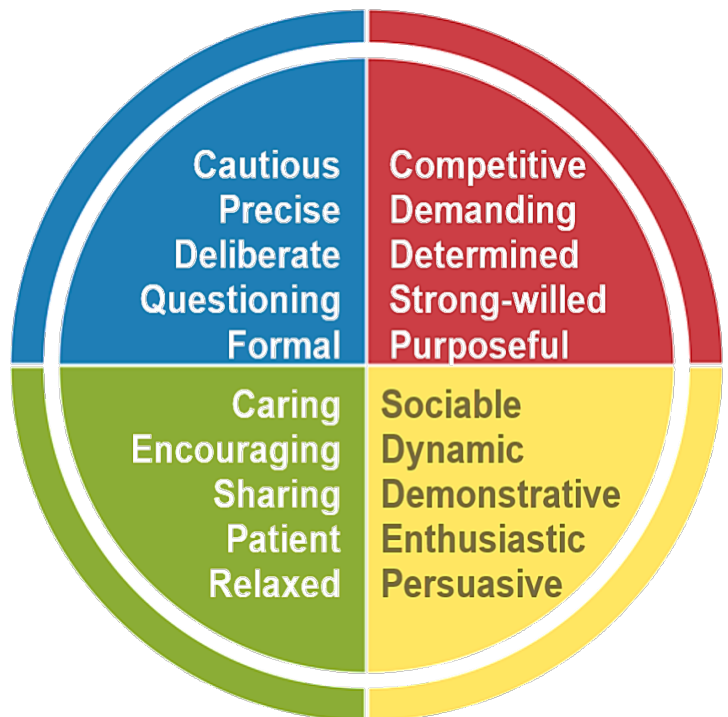 Cautious
Precise
Deliberate
Questioning
Formal
Competitive
Demanding
Determined
Strong-willed
Purposeful
Caring
Encouraging
Sharing
Patient
Relaxed
Sociable
Dynamic
Demonstrative
Enthusiastic
Persuasive